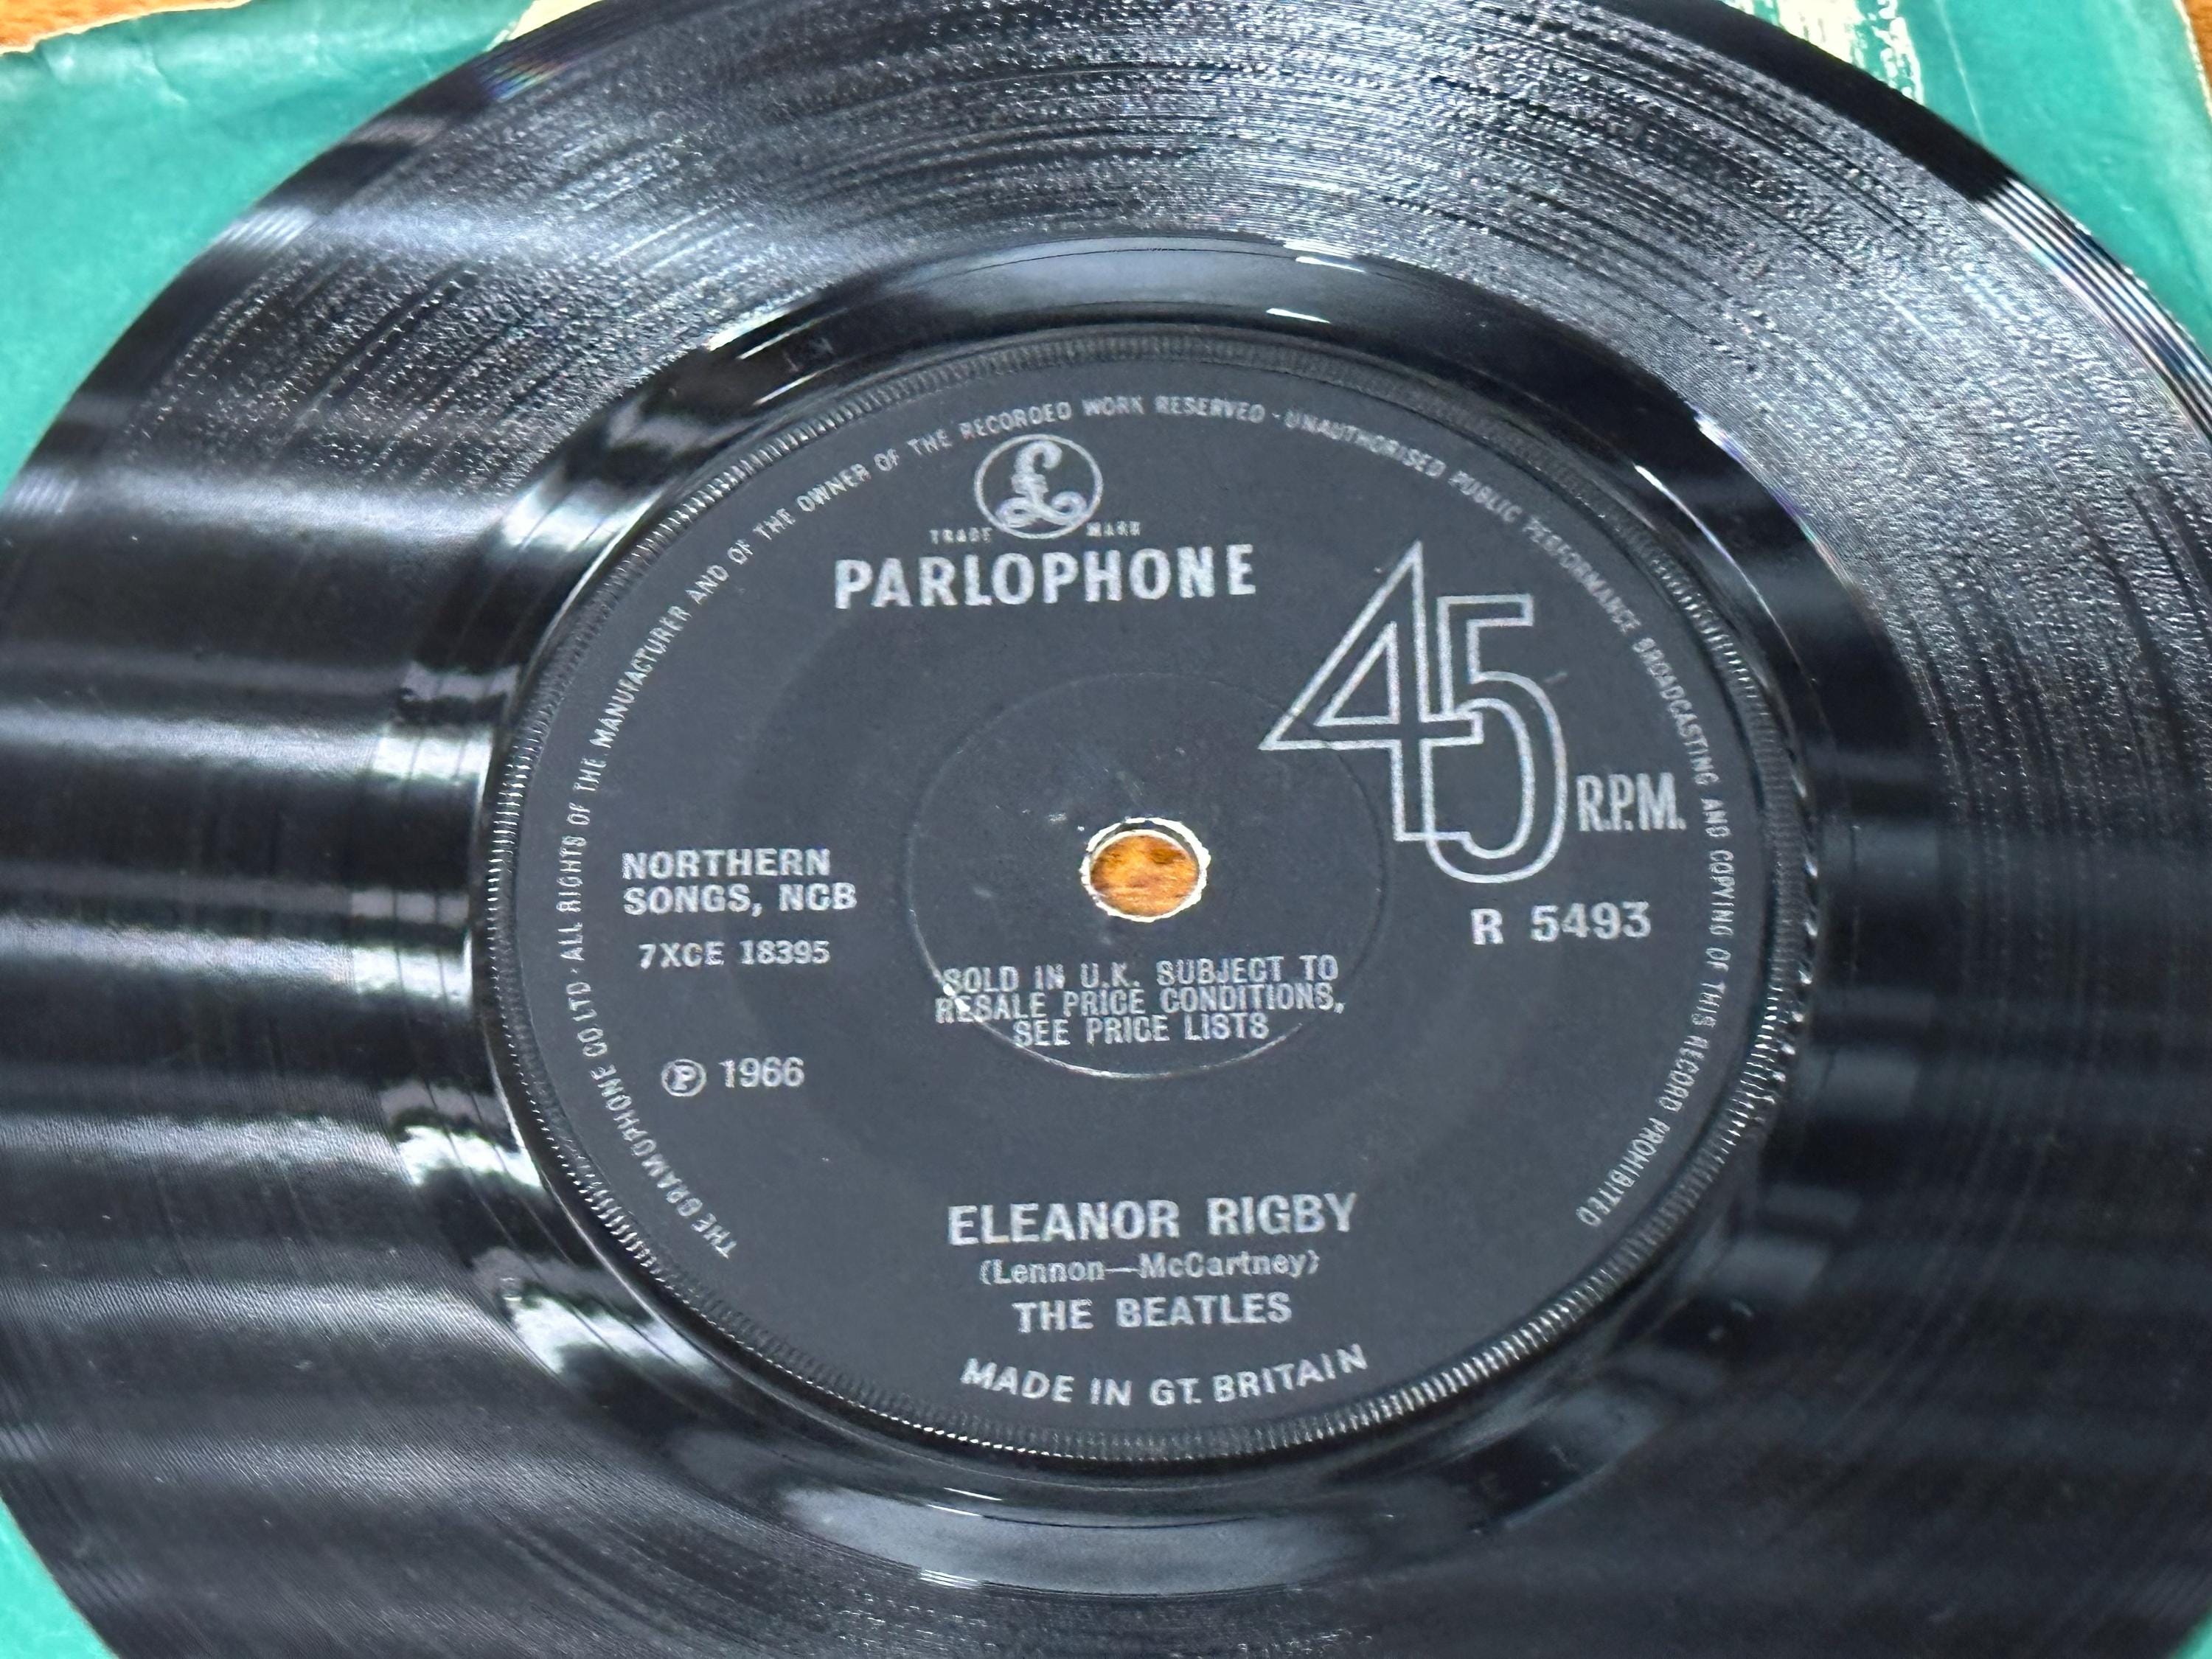 THE GRAMOPHONE CO LTD · ALL RIGHTS OF THE MANUFACTURER AND OF THE OWNER OF THE RECORDED WORK RESERVED · UNAUTHORISED PUBLIC PERFORMANCE BROADCASTING AND COPYING OF THIS RECORD PROHIBITED
£
TRADE MARK
PARLOPHONE
45 R.P.M.
NORTHERN
SONGS, NCB
7XCE 18395
R 5493
SOLD IN U.K. SUBJECT TO
RESALE PRICE CONDITIONS,
SEE PRICE LISTS
℗ 1966
ELEANOR RIGBY
(Lennon—McCartney)
THE BEATLES
MADE IN GT. BRITAIN